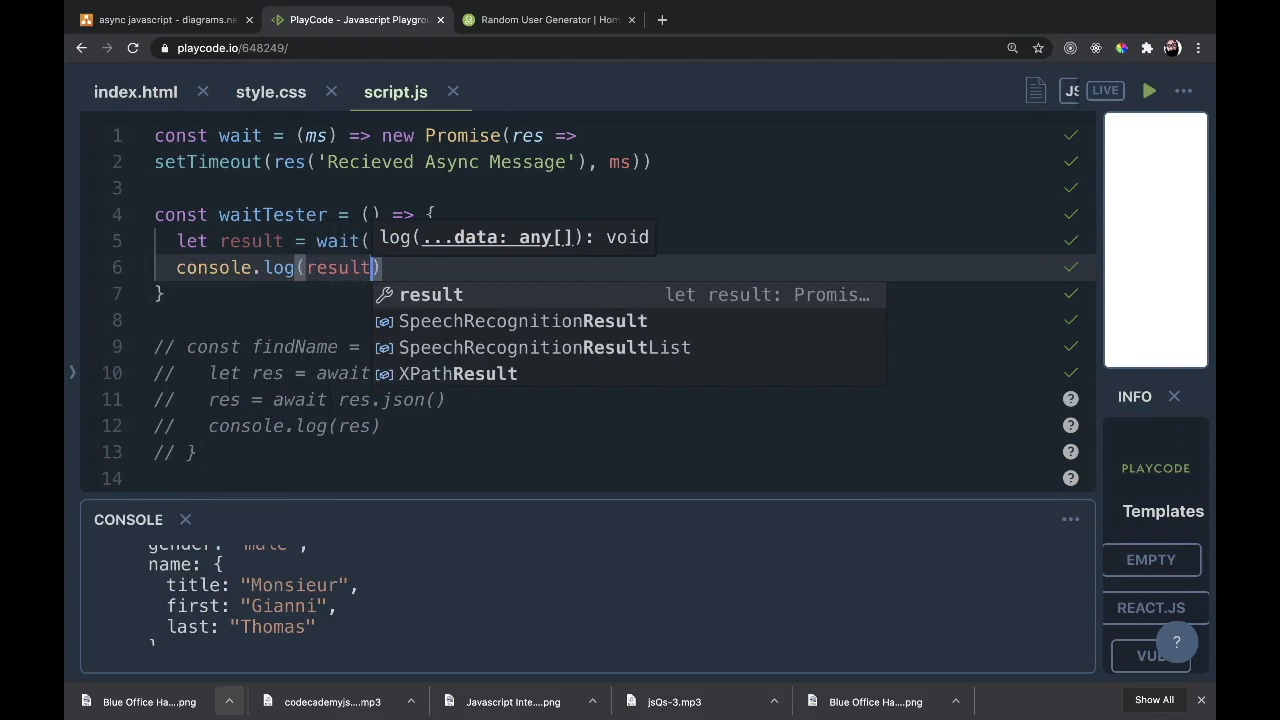 async javascript - diagrams.ne
PlayCode - Javascript Playgro
Random User Generator | Hom
playcode.io/648249/
index.html
style.css
script.js
JS
LIVE
1 const wait = (ms) => new Promise(res =>
2 setTimeout(res('Recieved Async Message'), ms))
3
4 const waitTester = () => {
5 let result = wait(
log(...data: any[]): void
6 console.log(result)
7 }
result let result: Promis…
8
SpeechRecognitionResult
9 // const findName =
SpeechRecognitionResultList
10 // let res = await
XPathResult
11 // res = await res.json()
12 // console.log(res)
13 // }
14
INFO
PLAYCODE
Templates
EMPTY
REACT.JS
VUE
?
CONSOLE
gender: "male",
name: {
title: "Monsieur",
first: "Gianni",
last: "Thomas"
}
Blue Office Ha....png
codecademyjs....mp3
Javascript Inte....png
jsQs-3.mp3
Blue Office Ha....png
Show All